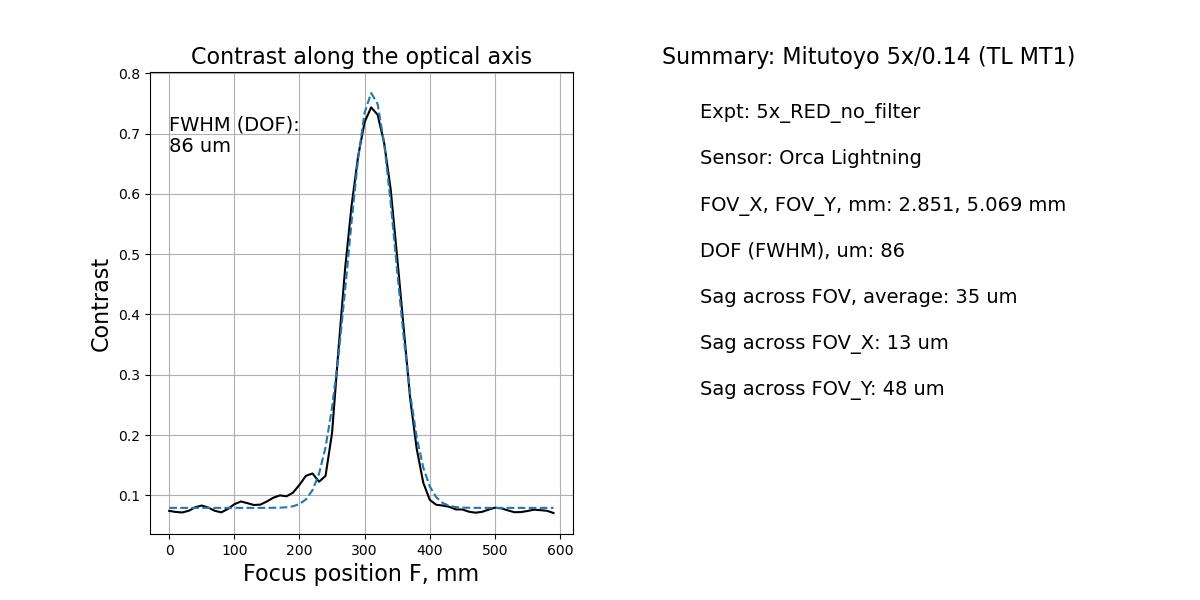 Contrast along the optical axis
0.8
0.7
0.6
0.5
0.4
0.3
0.2
0.1
Contrast
FWHM (DOF):
86 um
0 100 200 300 400 500 600
Focus position F, mm
Summary: Mitutoyo 5x/0.14 (TL MT1)
Expt: 5x_RED_no_filter
Sensor: Orca Lightning
FOV_X, FOV_Y, mm: 2.851, 5.069 mm
DOF (FWHM), um: 86
Sag across FOV, average: 35 um
Sag across FOV_X: 13 um
Sag across FOV_Y: 48 um